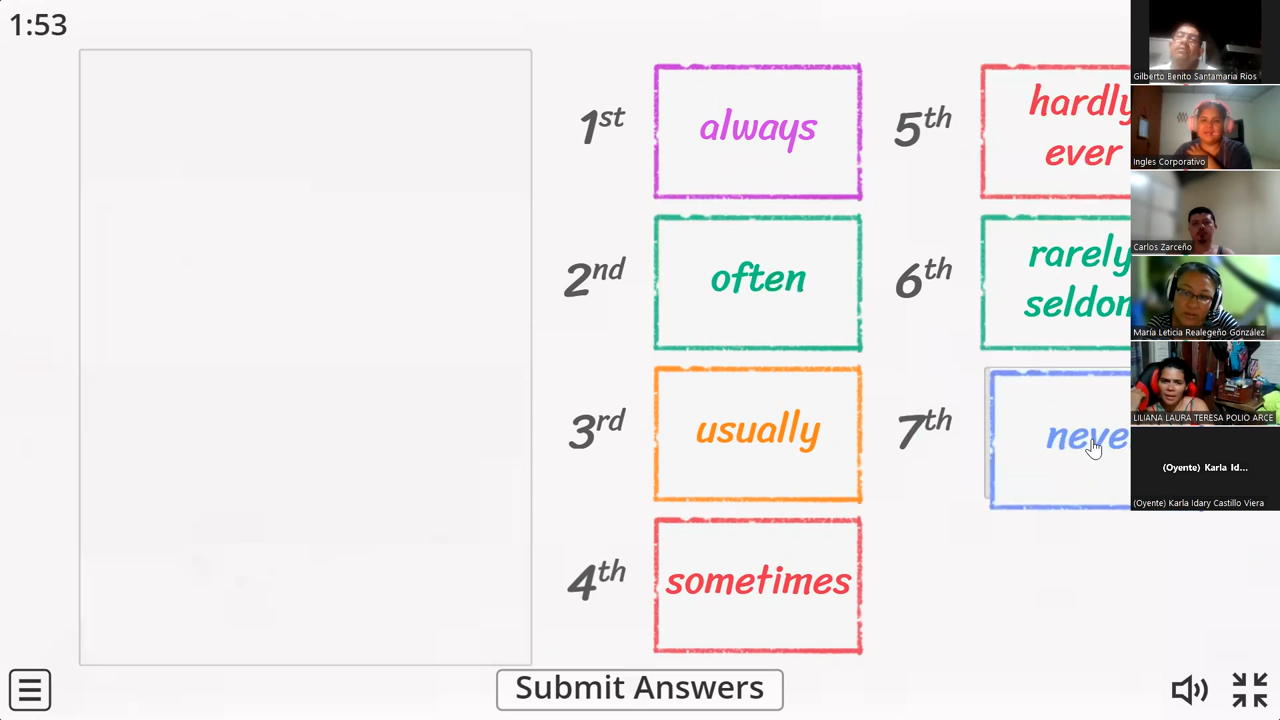 1:53
1st
always
2nd
often
3rd
usually
4th
sometimes
5th
hardly
ever
6th
rarely
seldom
7th
neve
Submit Answers
Gilberto Benito Santamaria Rios
Ingles Corporativo
Carlos Zarceño
María Leticia Realegeño González
LILIANA LAURA TERESA POLIO ARCE
(Oyente) Karla Id...
(Oyente) Karla Idary Castillo Viera